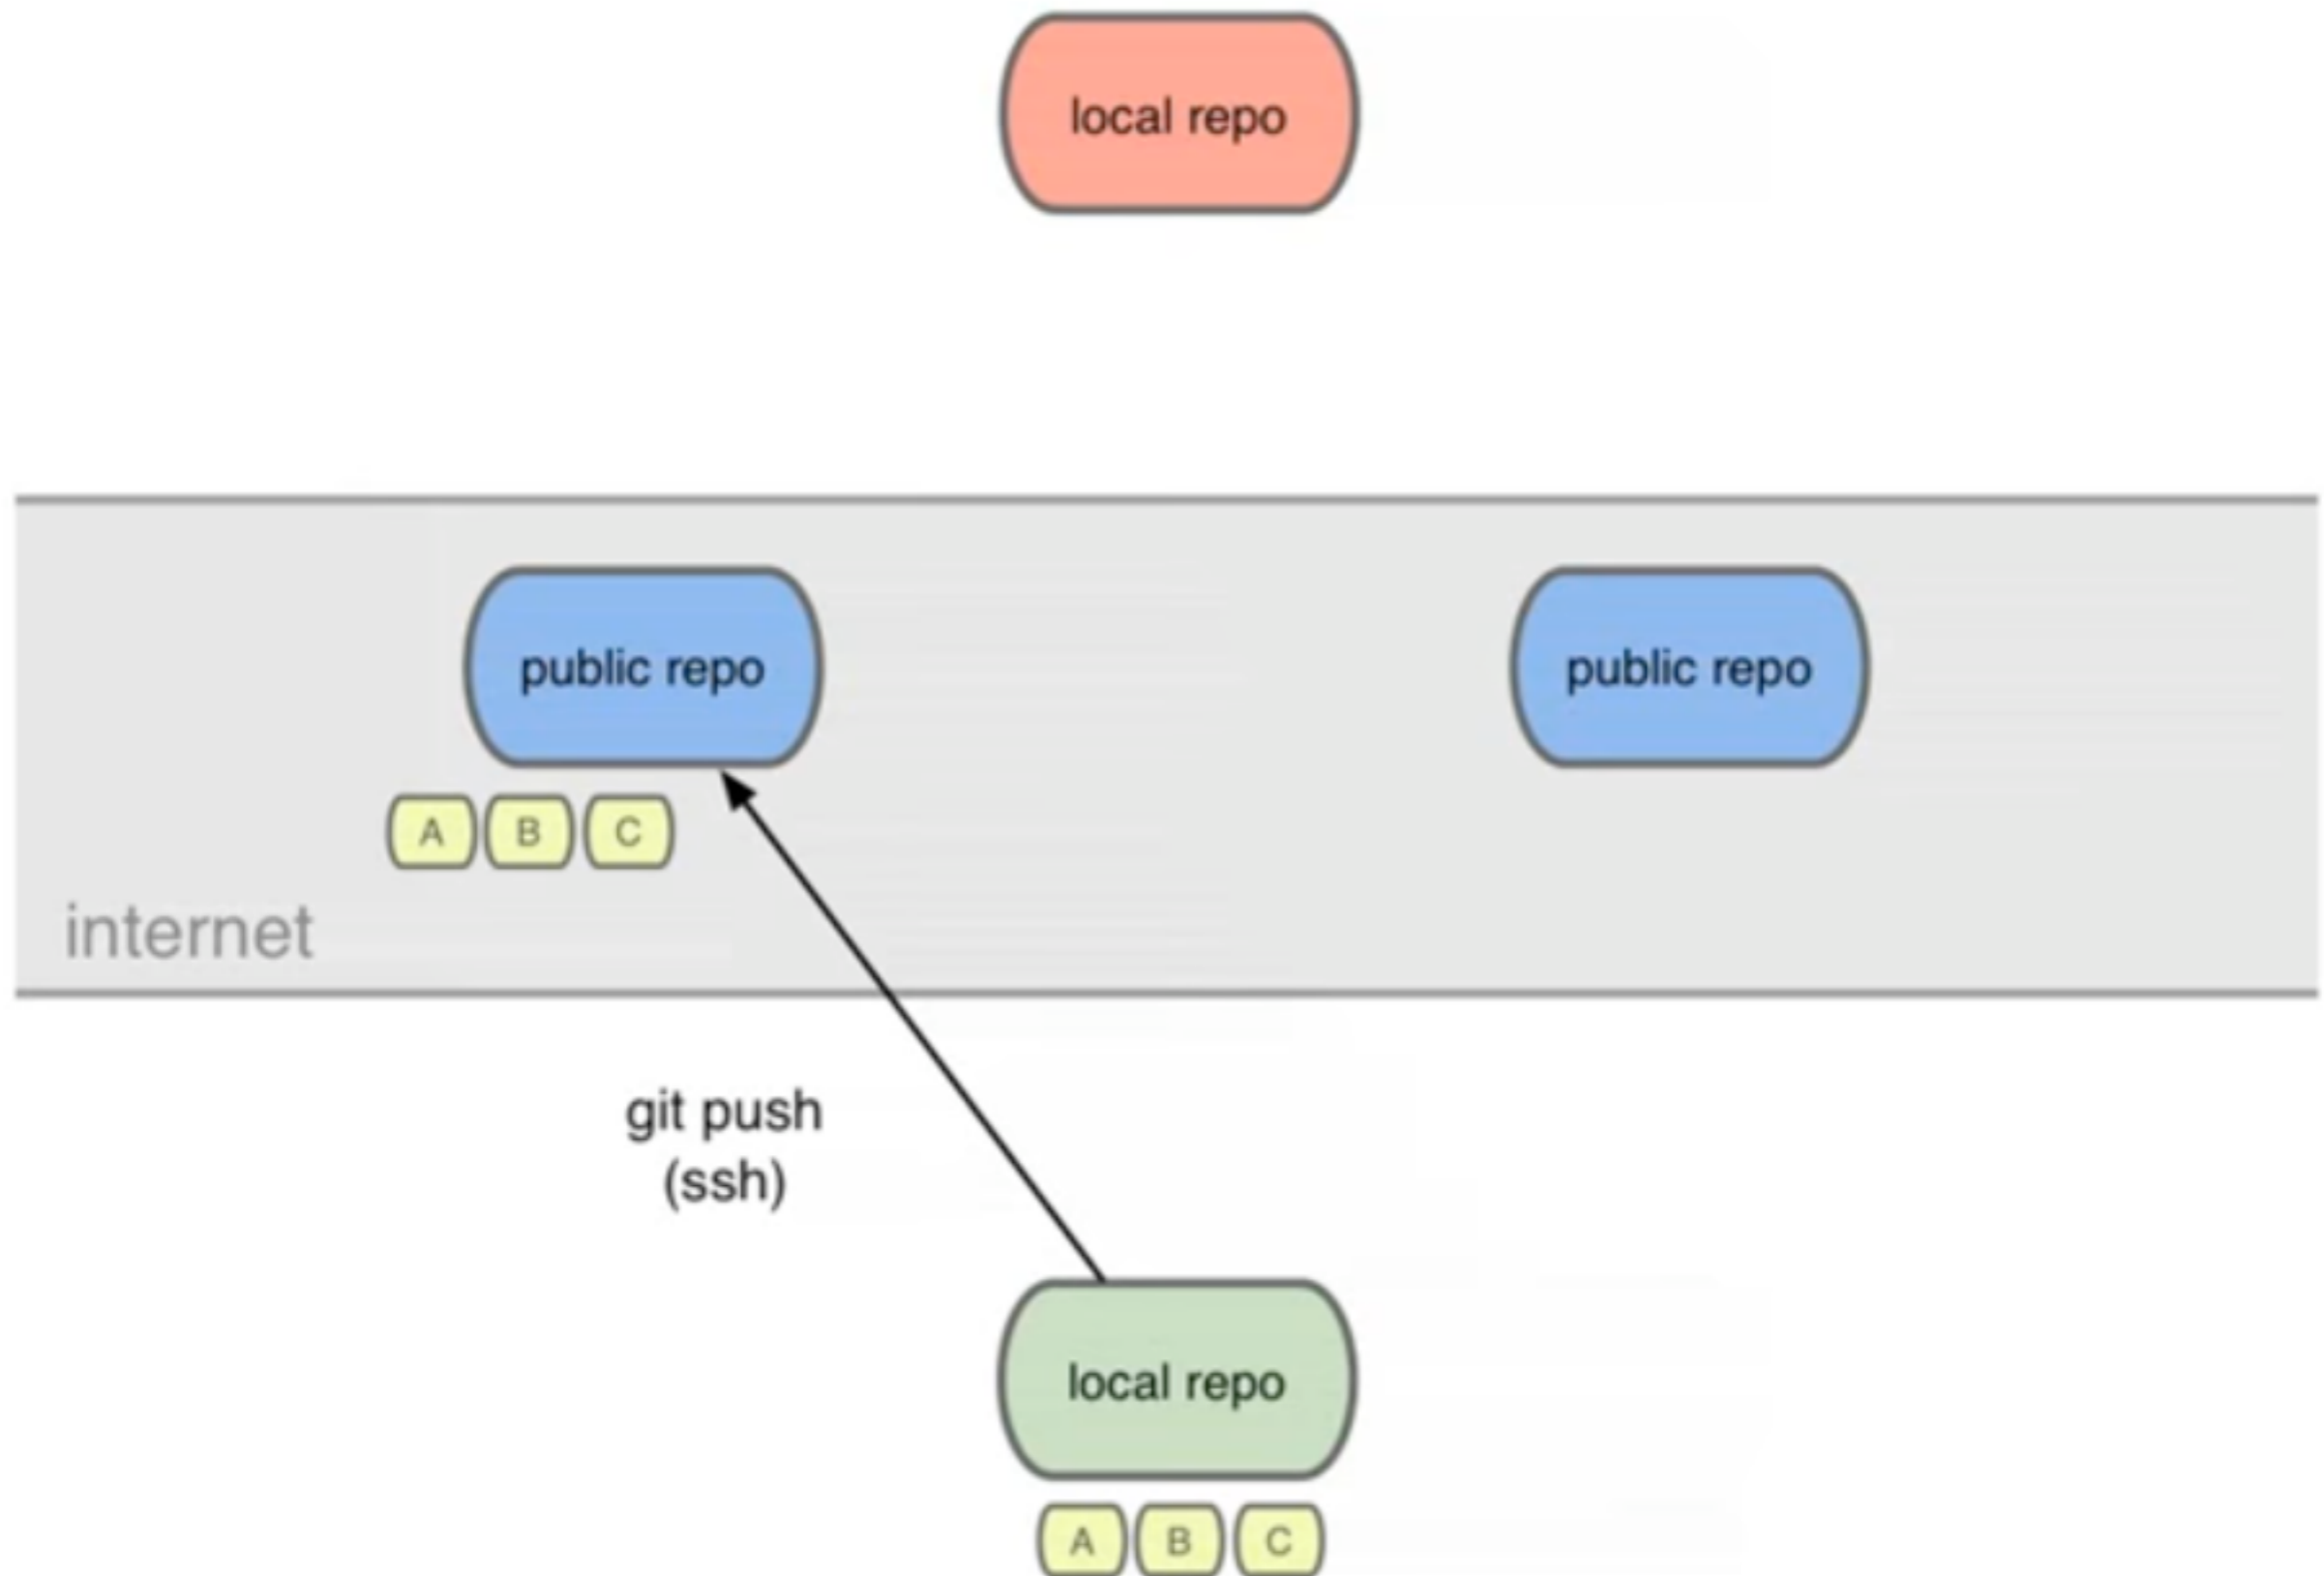 local repo
public repo
public repo
A B C
internet
git push
(ssh)
local repo
A B C